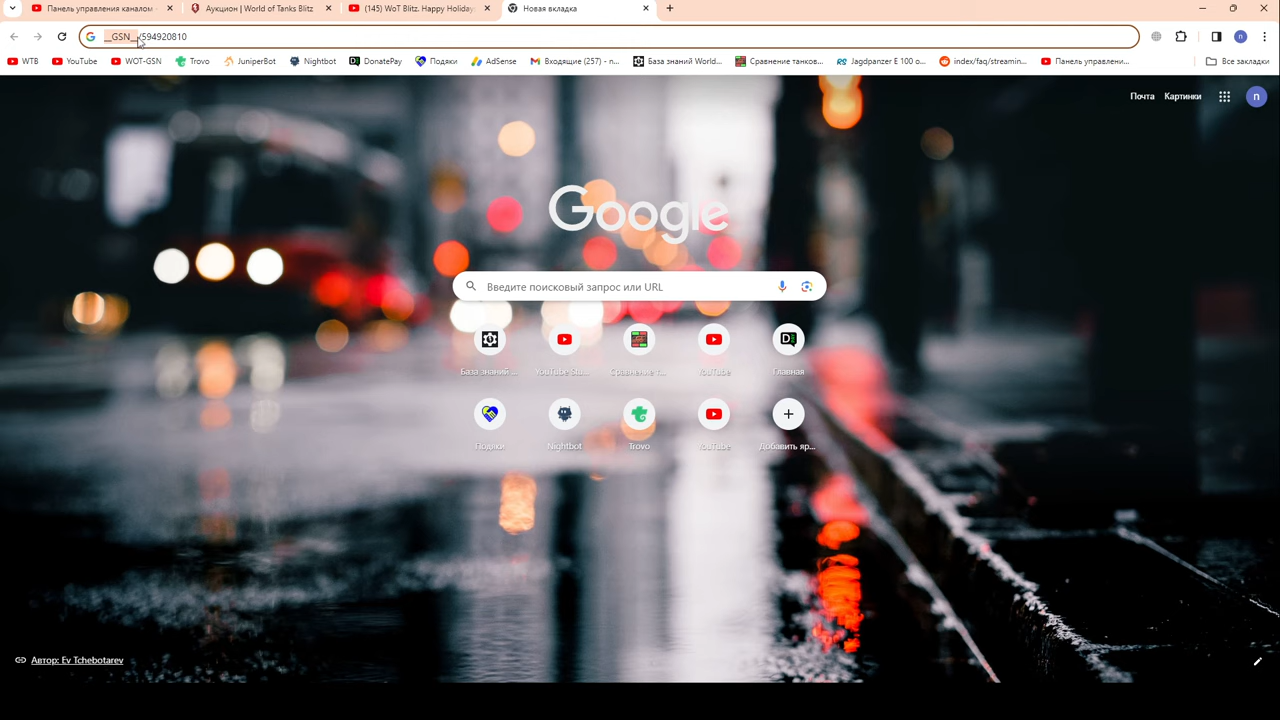 Панель управления каналом -
Аукцион | World of Tanks Blitz
(145) WoT Blitz. Happy Holiday
Новая вкладка
__GSN__/594920810
WTB
YouTube
WOT-GSN
Trovo
JuniperBot
Nightbot
DonatePay
Подяки
AdSense
Входящие (257) - n...
База знаний World...
Сравнение танков...
Jagdpanzer E 100 о...
index/faq/streamin...
Панель управлени...
Все закладки
n
Почта
Картинки
n
Google
Введите поисковый запрос или URL
База знаний ...
YouTube Stu...
Сравнение т...
YouTube
Главная
Подяки
Nightbot
Trovo
YouTube
Добавить яр...
Автор: Ev Tchebotarev